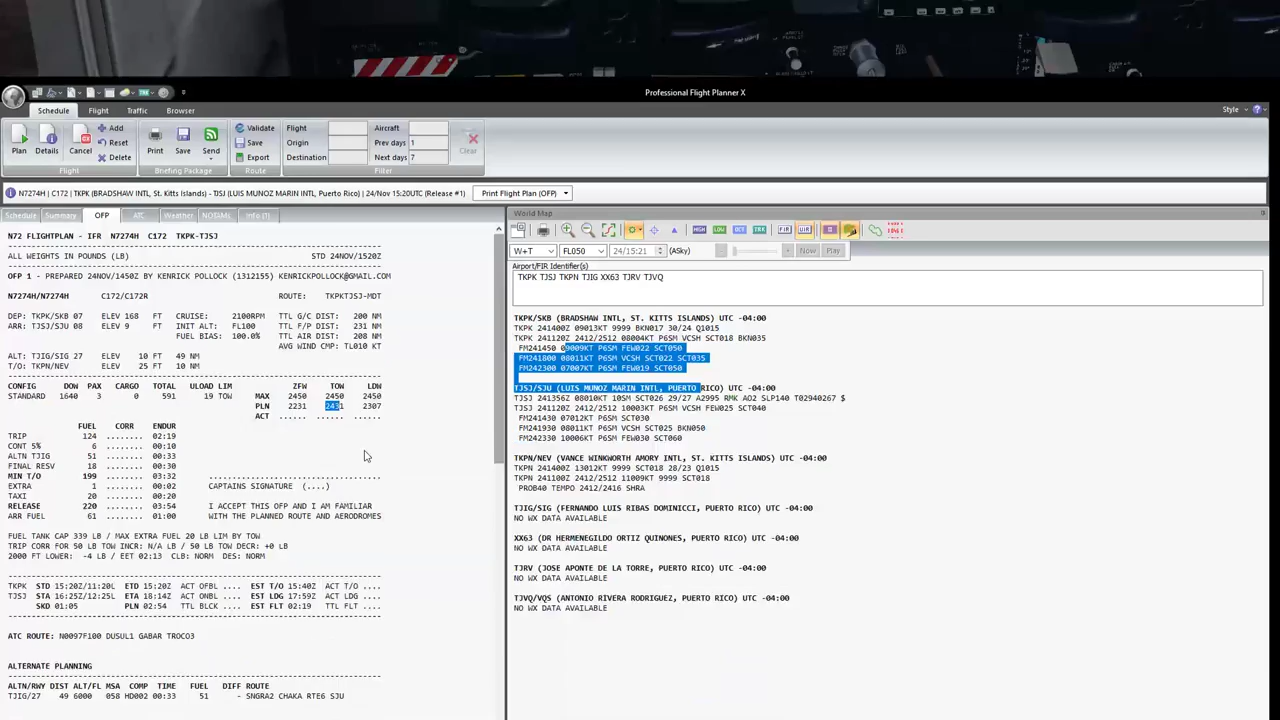 Professional Flight Planner X
Schedule Flight Traffic Browser
Style
Plan Details Cancel Add Reset Delete
Flight
Print Save Send
Briefing Package
Validate Save Export
Route
Flight Aircraft
Origin Prev days 1
Destination Next days 7
Clear
Filter
N7274H | C172 | TKPK (BRADSHAW INTL, St. Kitts Islands) - TJSJ (LUIS MUNOZ MARIN INTL, Puerto Rico) | 24/Nov 15:20UTC (Release #1)
Print Flight Plan (OFP)
Schedule Summary OFP ATC Weather NOTAMs Info (1)
N72 FLIGHTPLAN - IFR N7274H C172 TKPK-TJSJ
ALL WEIGHTS IN POUNDS (LB) STD 24NOV/1520Z
OFP 1 - PREPARED 24NOV/1450Z BY KENRICK POLLOCK (1312155) KENRICKPOLLOCK@GMAIL.COM
N7274H/N7274H C172/C172R ROUTE: TKPKTJSJ-MDT
DEP: TKPK/SKB 07 ELEV 168 FT CRUISE: 2100RPM TTL G/C DIST: 200 NM
ARR: TJSJ/SJU 08 ELEV 9 FT INIT ALT: FL100 TTL F/P DIST: 231 NM
FUEL BIAS: 100.0% TTL AIR DIST: 208 NM
AVG WIND CMP: TL010 KT
ALT: TJIG/SIG 27 ELEV 10 FT 49 NM
T/O: TKPN/NEV ELEV 25 FT 10 NM
CONFIG DOW PAX CARGO TOTAL ULOAD LIM ZFW TOW LDW
STANDARD 1640 3 0 591 19 TOW MAX 2450 2450 2450
PLN 2231 2431 2307
ACT ...... ...... ......
FUEL CORR ENDUR
TRIP 124 ........ 02:19
CONT 5% 6 ........ 00:10
ALTN TJIG 51 ........ 00:33
FINAL RESV 18 ........ 00:30
MIN T/O 199 ........ 03:32 ......................................
EXTRA 1 ........ 00:02 CAPTAINS SIGNATURE (....)
TAXI 20 ........ 00:20
RELEASE 220 ........ 03:54 I ACCEPT THIS OFP AND I AM FAMILIAR
ARR FUEL 61 ........ 01:00 WITH THE PLANNED ROUTE AND AERODROMES
FUEL TANK CAP 339 LB / MAX EXTRA FUEL 20 LB LIM BY TOW
TRIP CORR FOR 50 LB TOW INCR: N/A LB / 50 LB TOW DECR: +0 LB
2000 FT LOWER: -4 LB / EET 02:13 CLB: NORM DES: NORM
TKPK STD 15:20Z/11:20L ETD 15:20Z ACT OFBL .... EST T/O 15:40Z ACT T/O ....
TJSJ STA 16:25Z/12:25L ETA 18:14Z ACT ONBL .... EST LDG 17:59Z ACT LDG ....
SKD 01:05 PLN 02:54 TTL BLCK .... EST FLT 02:19 TTL FLT ....
ATC ROUTE: N0097F100 DUSUL1 GABAR TROCO3
ALTERNATE PLANNING
ALTN/RWY DIST ALT/FL MSA COMP TIME FUEL DIFF ROUTE
TJIG/27 49 6000 058 HD002 00:33 51 - SNGRA2 CHAKA RTE6 SJU
World Map
HIGH LOW OCT TRK FIR UIR
W+T FL050 24/15:21 (ASky) Now Play
Airport/FIR Identifier(s)
TKPK TJSJ TKPN TJIG XX63 TJRV TJVQ
TKPK/SKB (BRADSHAW INTL, ST. KITTS ISLANDS) UTC -04:00
TKPK 241400Z 09013KT 9999 BKN017 30/24 Q1015
TKPK 241120Z 2412/2512 08004KT P6SM VCSH SCT018 BKN035
FM241450 09009KT P6SM FEW022 SCT050
FM241800 08011KT P6SM VCSH SCT022 SCT035
FM242300 07007KT P6SM FEW019 SCT050
TJSJ/SJU (LUIS MUNOZ MARIN INTL, PUERTO RICO) UTC -04:00
TJSJ 241356Z 08010KT 10SM SCT026 29/27 A2995 RMK AO2 SLP140 T02940267 $
TJSJ 241120Z 2412/2512 10003KT P6SM VCSH FEW025 SCT040
FM241430 07012KT P6SM SCT030
FM241930 08011KT P6SM VCSH SCT025 BKN050
FM242330 10006KT P6SM FEW030 SCT060
TKPN/NEV (VANCE WINKWORTH AMORY INTL, ST. KITTS ISLANDS) UTC -04:00
TKPN 241400Z 13012KT 9999 SCT018 28/23 Q1015
TKPN 241100Z 2412/2512 11009KT 9999 SCT018
PROB40 TEMPO 2412/2416 SHRA
TJIG/SIG (FERNANDO LUIS RIBAS DOMINICCI, PUERTO RICO) UTC -04:00
NO WX DATA AVAILABLE
XX63 (DR HERMENEGILDO ORTIZ QUINONES, PUERTO RICO) UTC -04:00
NO WX DATA AVAILABLE
TJRV (JOSE APONTE DE LA TORRE, PUERTO RICO) UTC -04:00
NO WX DATA AVAILABLE
TJVQ/VQS (ANTONIO RIVERA RODRIGUEZ, PUERTO RICO) UTC -04:00
NO WX DATA AVAILABLE